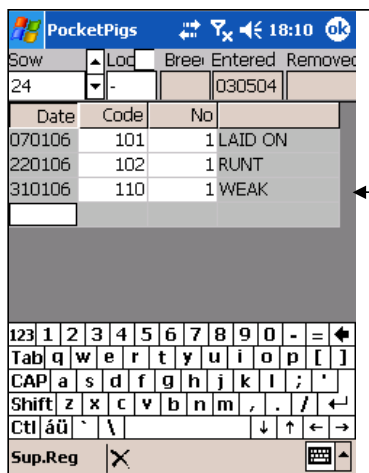 PocketPigs 18:10 ok
Sow Loc Breei Entered Removed
24 - 030504
Date Code No
070106 101 1 LAID ON
220106 102 1 RUNT
310106 110 1 WEAK
123 1 2 3 4 5 6 7 8 9 0 - =
Tab q w e r t y u i o p [ ]
CAP a s d f g h j k l ; '
Shift z x c v b n m , . /
Ctl áü ` \ ↓ ↑ ← →
Sup.Reg